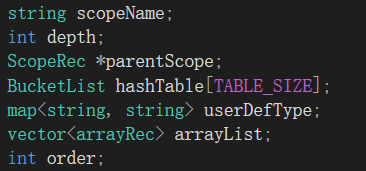 string scopeName;
int depth;
ScopeRec *parentScope;
BucketList hashTable[TABLE_SIZE];
map<string, string> userDefType;
vector<arrayRec> arrayList;
int order;